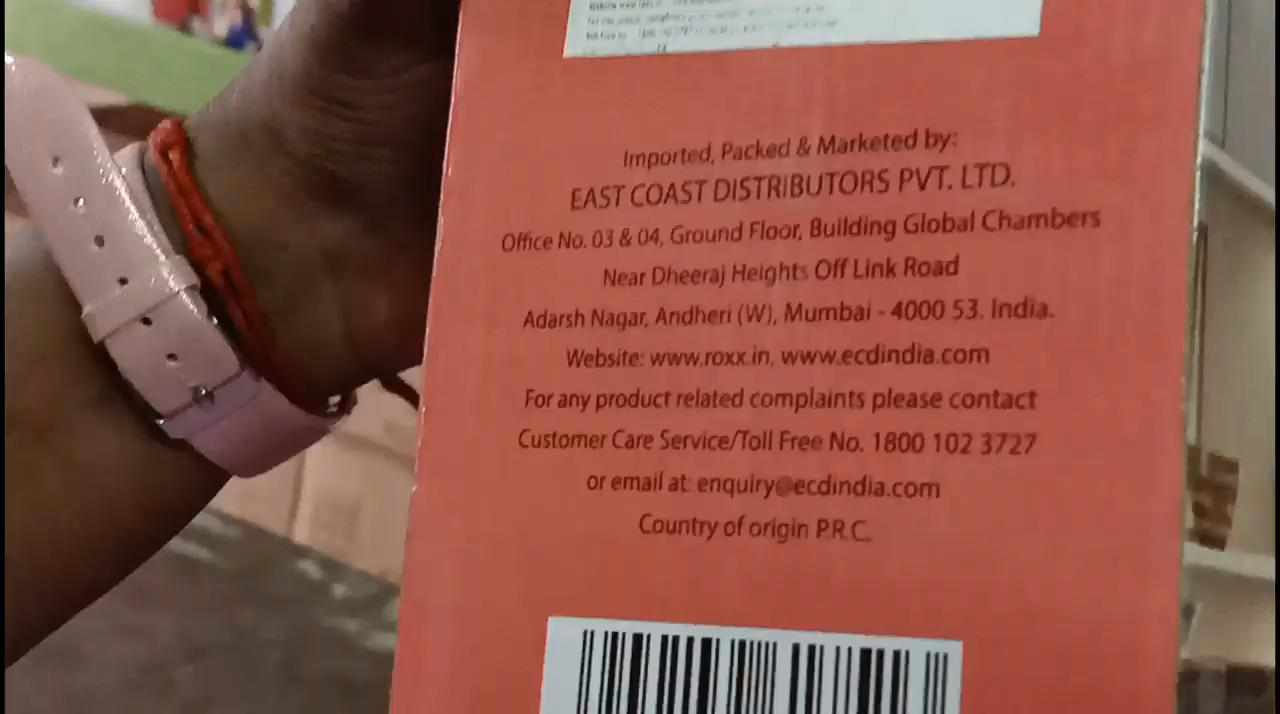 Imported, Packed & Marketed by:
EAST COAST DISTRIBUTORS PVT. LTD.
Office No. 03 & 04, Ground Floor, Building Global Chambers
Near Dheeraj Heights Off Link Road
Adarsh Nagar, Andheri (W), Mumbai - 4000 53. India.
Website: www.roxx.in, www.ecdindia.com
For any product related complaints please contact
Customer Care Service/Toll Free No. 1800 102 3727
or email at: enquiry@ecdindia.com
Country of origin P.R.C.